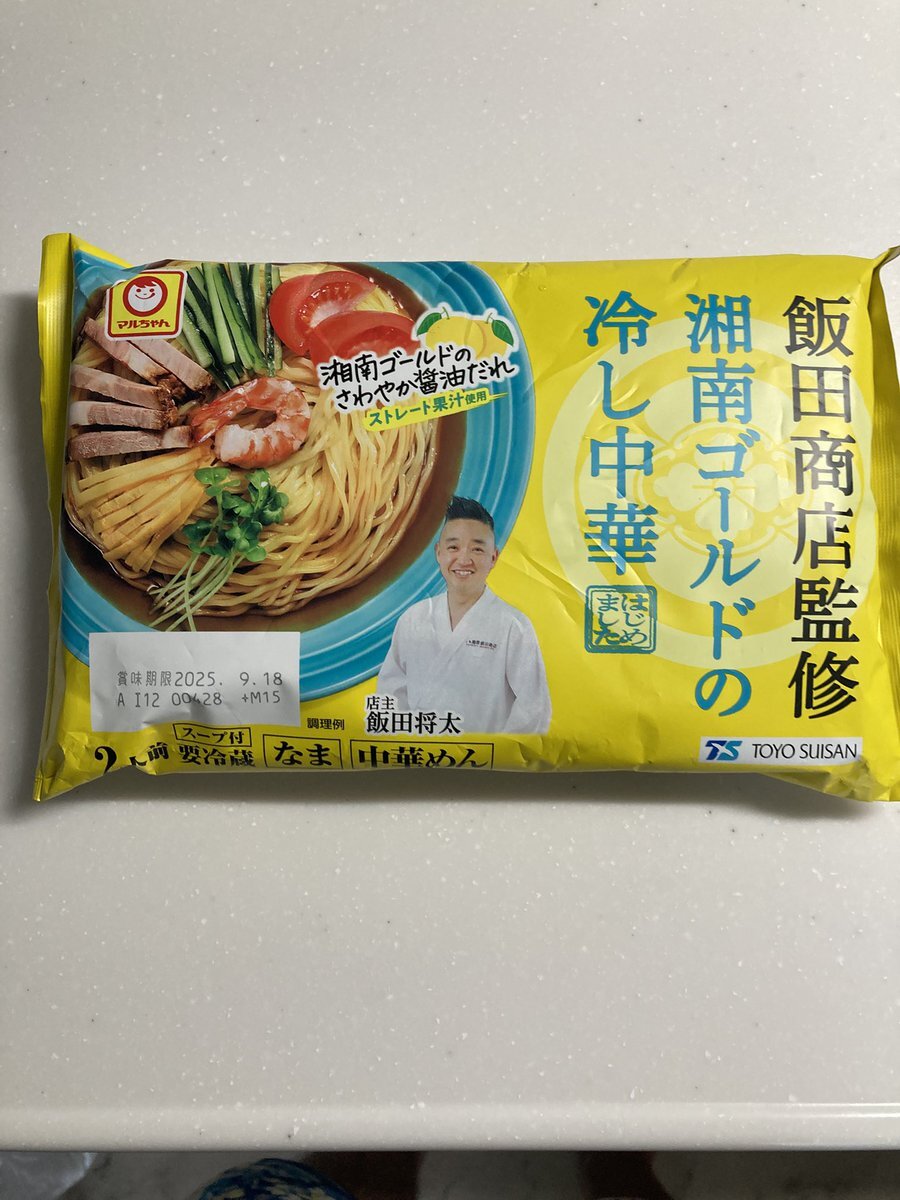 飯田商店監修
湘南ゴールドの
冷し中華
はじめ
ました
マルちゃん
湘南ゴールドの
さわやか醤油だれ
「ストレート果汁使用」
賞味期限2025. 9.18
A I12 00428 +M15
調理例
店主
飯田将太
2人前
スープ付
要冷蔵
なま
中華めん
TS TOYO SUISAN